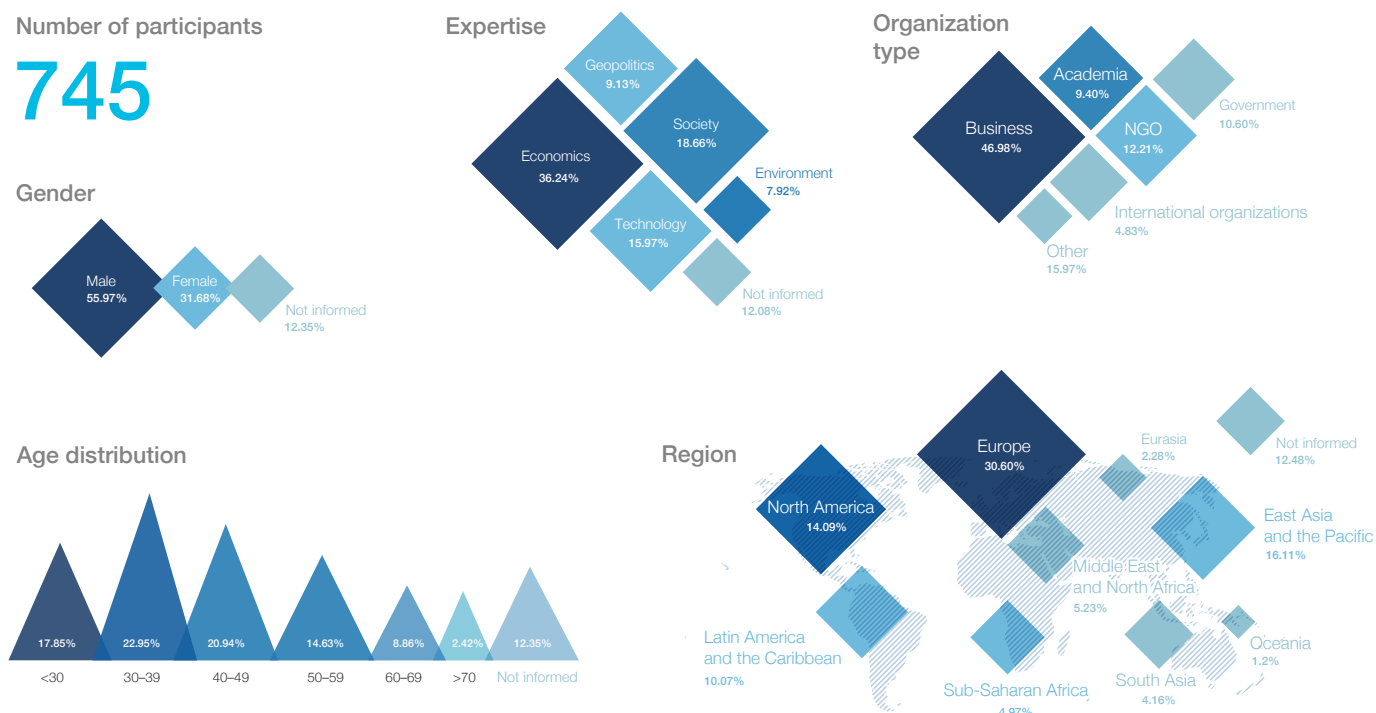 Number of participants
745
Gender
Male
55.97%
Female
31.68%
Not informed
12.35%
Expertise
Geopolitics
9.13%
Society
18.66%
Economics
36.24%
Environment
7.92%
Technology
15.97%
Not informed
12.08%
Organization
type
Academia
9.40%
Government
10.60%
Business
46.98%
NGO
12.21%
International organizations
4.83%
Other
15.97%
Age distribution
17.85%
22.95%
20.94%
14.63%
8.86%
2.42%
12.35%
<30
30–39
40–49
50–59
60–69
>70
Not informed
Region
Europe
30.60%
Eurasia
2.28%
Not informed
12.48%
North America
14.09%
East Asia
and the Pacific
16.11%
Middle East
and North Africa
5.23%
Latin America
and the Caribbean
10.07%
Sub-Saharan Africa
4.97%
South Asia
4.16%
Oceania
1.2%